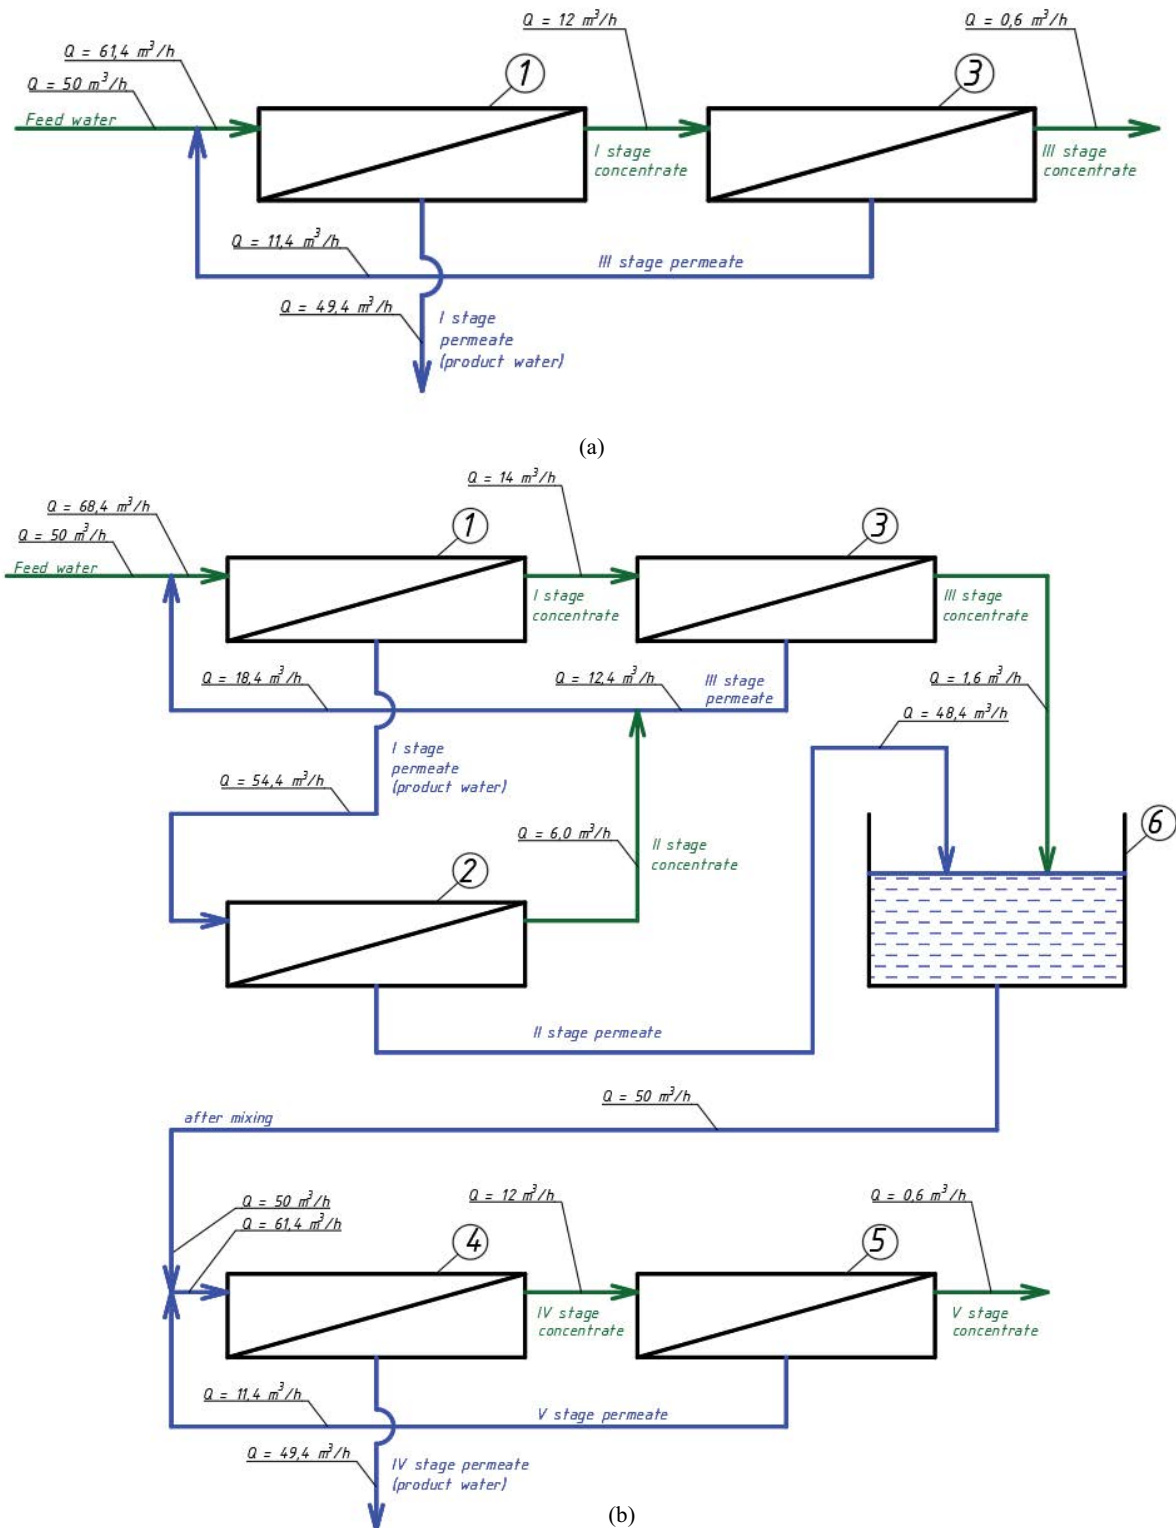 Q = 61,4 m³/h
Q = 50 m³/h
Feed water
1
Q = 12 m³/h
I stage
concentrate
3
Q = 0,6 m³/h
III stage
concentrate
Q = 11,4 m³/h
III stage permeate
Q = 49,4 m³/h
I stage
permeate
(product water)
(a)
Q = 68,4 m³/h
Q = 50 m³/h
Feed water
1
Q = 14 m³/h
I stage
concentrate
3
III stage
concentrate
Q = 18,4 m³/h
Q = 12,4 m³/h
III stage
permeate
Q = 1,6 m³/h
Q = 48,4 m³/h
I stage
permeate
(product water)
Q = 54,4 m³/h
Q = 6,0 m³/h
II stage
concentrate
6
2
II stage permeate
Q = 50 m³/h
after mixing
Q = 50 m³/h
Q = 61,4 m³/h
4
Q = 12 m³/h
IV stage
concentrate
5
Q = 0,6 m³/h
V stage
concentrate
Q = 11,4 m³/h
V stage permeate
Q = 49,4 m³/h
IV stage permeate
(product water)
(b)